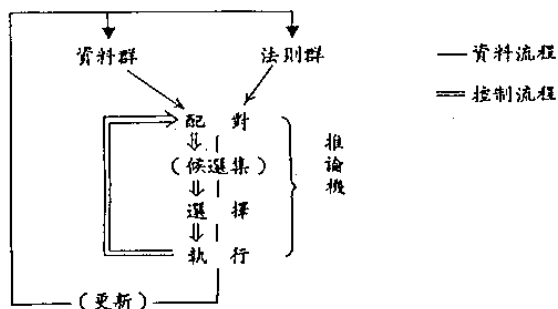 資料群 法則群
資料流程
控制流程
配對
(候選集)
選擇
執行
推論機
(更新)